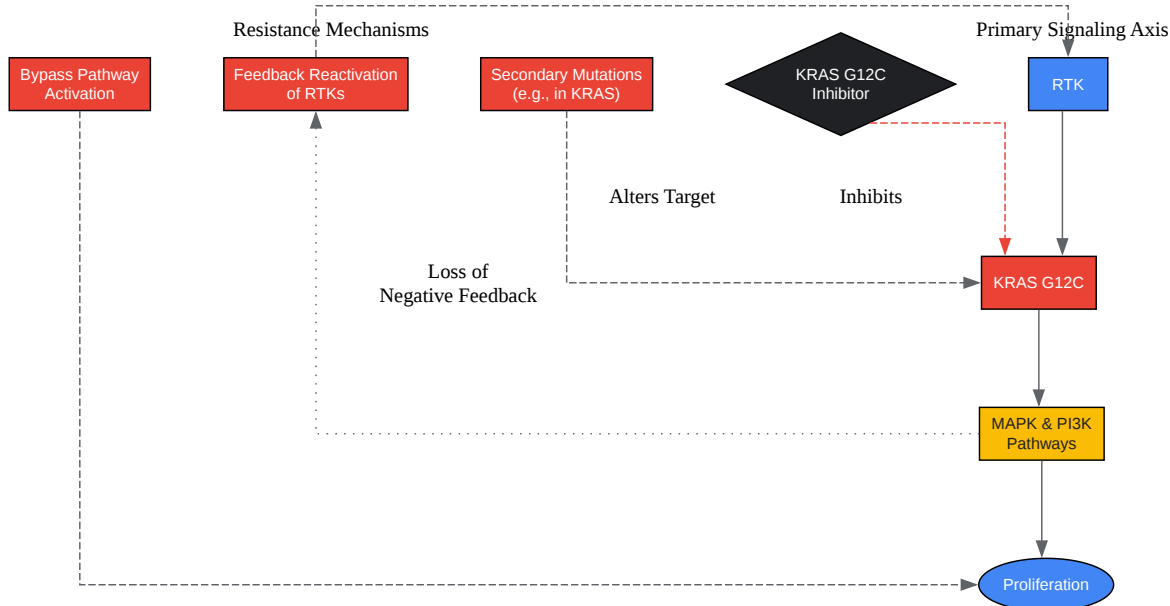 Resistance Mechanisms
Primary Signaling Axis
Bypass Pathway
Activation
Feedback Reactivation
of RTKs
Secondary Mutations
(e.g., in KRAS)
KRAS G12C
Inhibitor
RTK
Alters Target
Inhibits
Loss of
Negative Feedback
KRAS G12C
MAPK & PI3K
Pathways
Proliferation